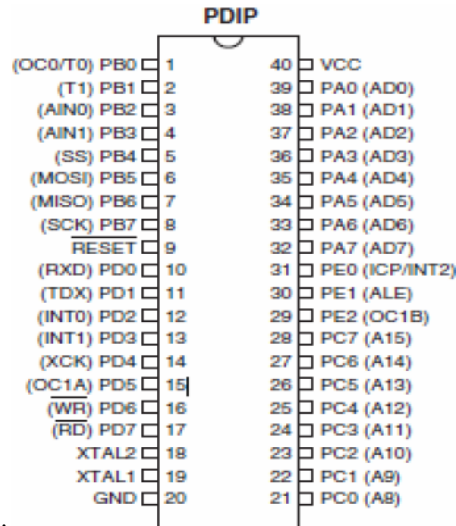 PDIP
(OC0/T0) PB0 1 40 VCC
(T1) PB1 2 39 PA0 (AD0)
(AIN0) PB2 3 38 PA1 (AD1)
(AIN1) PB3 4 37 PA2 (AD2)
(SS) PB4 5 36 PA3 (AD3)
(MOSI) PB5 6 35 PA4 (AD4)
(MISO) PB6 7 34 PA5 (AD5)
(SCK) PB7 8 33 PA6 (AD6)
RESET 9 32 PA7 (AD7)
(RXD) PD0 10 31 PE0 (ICP/INT2)
(TDX) PD1 11 30 PE1 (ALE)
(INT0) PD2 12 29 PE2 (OC1B)
(INT1) PD3 13 28 PC7 (A15)
(XCK) PD4 14 27 PC6 (A14)
(OC1A) PD5 15 26 PC5 (A13)
(WR) PD6 16 25 PC4 (A12)
(RD) PD7 17 24 PC3 (A11)
XTAL2 18 23 PC2 (A10)
XTAL1 19 22 PC1 (A9)
GND 20 21 PC0 (A8)